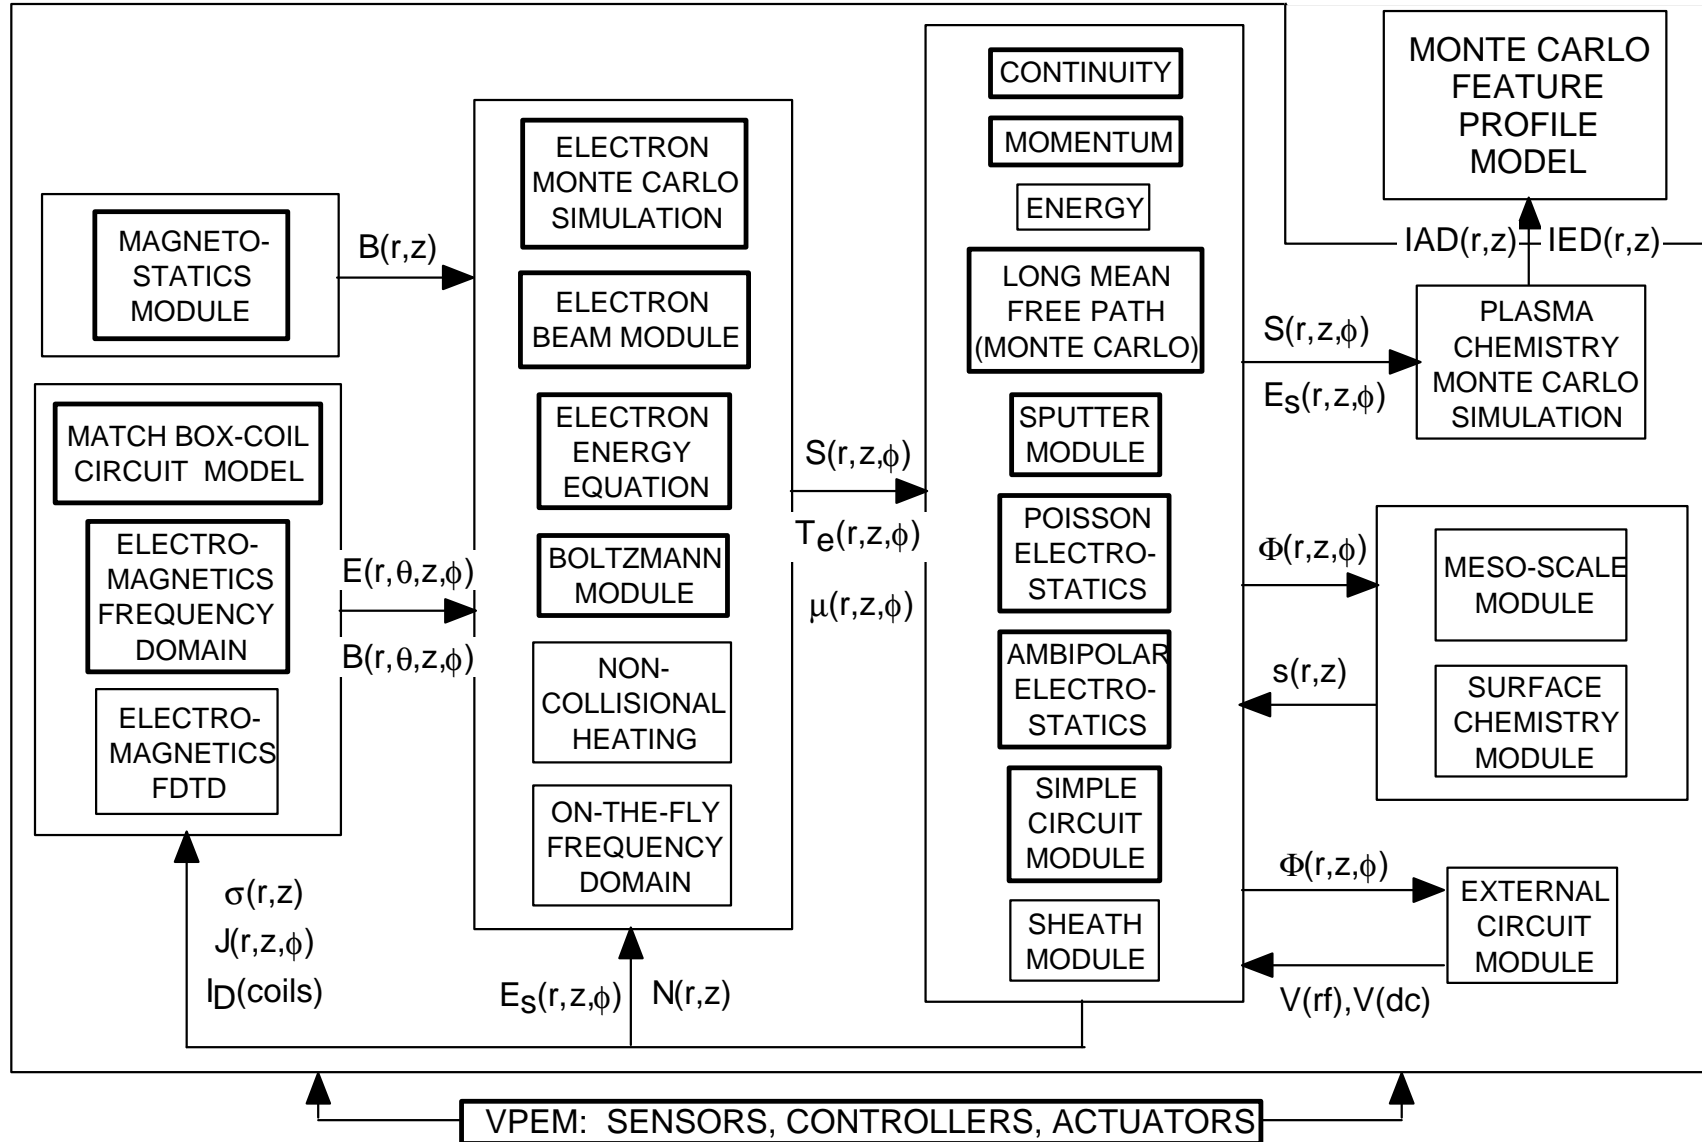 MAGNETO-
STATICS
MODULE
B(r,z)
MATCH BOX-COIL
CIRCUIT MODEL
ELECTRO-
MAGNETICS
FREQUENCY
DOMAIN
ELECTRO-
MAGNETICS
FDTD
E(r,θ,z,φ)
B(r,θ,z,φ)
σ(r,z)
J(r,z,φ)
ID(coils)
ELECTRON
MONTE CARLO
SIMULATION
ELECTRON
BEAM MODULE
ELECTRON
ENERGY
EQUATION
BOLTZMANN
MODULE
NON-
COLLISIONAL
HEATING
ON-THE-FLY
FREQUENCY
DOMAIN
Es(r,z,φ)
N(r,z)
S(r,z,φ)
Te(r,z,φ)
μ(r,z,φ)
CONTINUITY
MOMENTUM
ENERGY
LONG MEAN
FREE PATH
(MONTE CARLO)
SPUTTER
MODULE
POISSON
ELECTRO-
STATICS
AMBIPOLAR
ELECTRO-
STATICS
SIMPLE
CIRCUIT
MODULE
SHEATH
MODULE
MONTE CARLO
FEATURE
PROFILE
MODEL
IAD(r,z)
IED(r,z)
S(r,z,φ)
Es(r,z,φ)
PLASMA
CHEMISTRY
MONTE CARLO
SIMULATION
Φ(r,z,φ)
s(r,z)
MESO-SCALE
MODULE
SURFACE
CHEMISTRY
MODULE
Φ(r,z,φ)
V(rf),V(dc)
EXTERNAL
CIRCUIT
MODULE
VPEM: SENSORS, CONTROLLERS, ACTUATORS